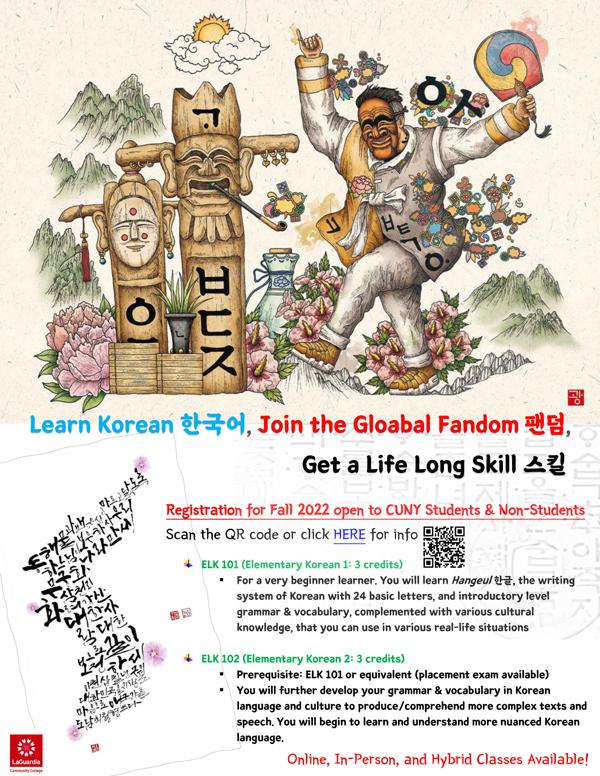 ㄱ
ㅇ
ㅅ
으
ㅂ
ㄷ
ㅈ
Learn Korean 한국어, Join the Gloabal Fandom 팬덤,
Get a Life Long Skill 스킬
Registration for Fall 2022 open to CUNY Students & Non-Students
Scan the QR code or click HERE for info
ELK 101 (Elementary Korean 1: 3 credits)
▪ For a very beginner learner. You will learn Hangeul 한글, the writing
system of Korean with 24 basic letters, and introductory level
grammar & vocabulary, complemented with various cultural
knowledge, that you can use in various real-life situations
ELK 102 (Elementary Korean 2: 3 credits)
▪ Prerequisite: ELK 101 or equivalent (placement exam available)
▪ You will further develop your grammar & vocabulary in Korean
language and culture to produce/comprehend more complex texts and
speech. You will begin to learn and understand more nuanced Korean
language.
Online, In-Person, and Hybrid Classes Available!
LaGuardia
Community College